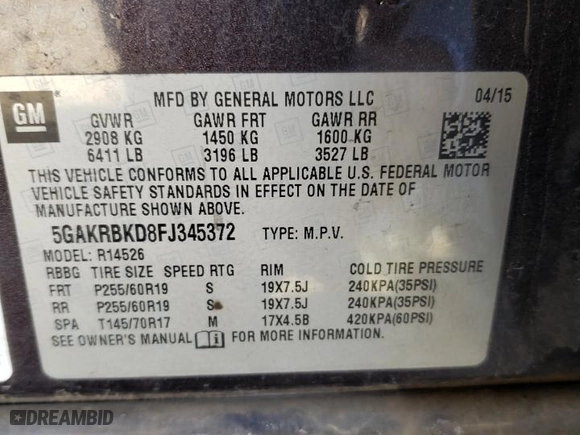 GM
MFD BY GENERAL MOTORS LLC 04/15
GVWR GAWR FRT GAWR RR
2908 KG 1450 KG 1600 KG
6411 LB 3196 LB 3527 LB
THIS VEHICLE CONFORMS TO ALL APPLICABLE U.S. FEDERAL MOTOR
VEHICLE SAFETY STANDARDS IN EFFECT ON THE DATE OF
MANUFACTURE SHOWN ABOVE.
5GAKRBKD8FJ345372 TYPE: M.P.V.
MODEL: R14526
RBBG TIRE SIZE SPEED RTG RIM COLD TIRE PRESSURE
FRT P255/60R19 S 19X7.5J 240KPA(35PSI)
RR P255/60R19 S 19X7.5J 240KPA(35PSI)
SPA T145/70R17 M 17X4.5B 420KPA(60PSI)
SEE OWNER'S MANUAL FOR MORE INFORMATION.
DREAMBID